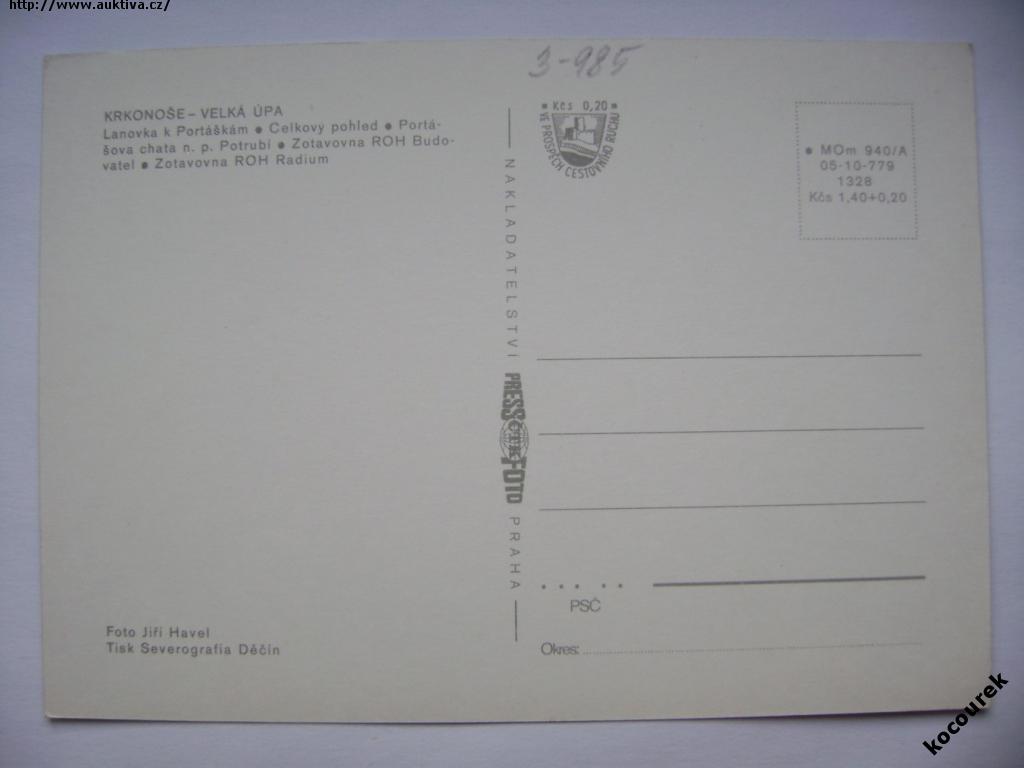 http://www.auktiva.cz/
3-985
KRKONOŠE – VELKÁ ÚPA
Lanovka k Portáškám ● Celkový pohled ● Portá-
šova chata n. p. Potrubí ● Zotavovna ROH Budo-
vatel ● Zotavovna ROH Radium
Foto Jiří Havel
Tisk Severografia Děčín
NAKLADATELSTVÍ PRESSFOTO PRAHA
ČTK
Kčs 0,20
VE PROSPĚCH CESTOVNÍHO RUCHU
● MOm 940/A
05-10-779
1328
Kčs 1,40+0,20
PSČ
Okres:
kocourek